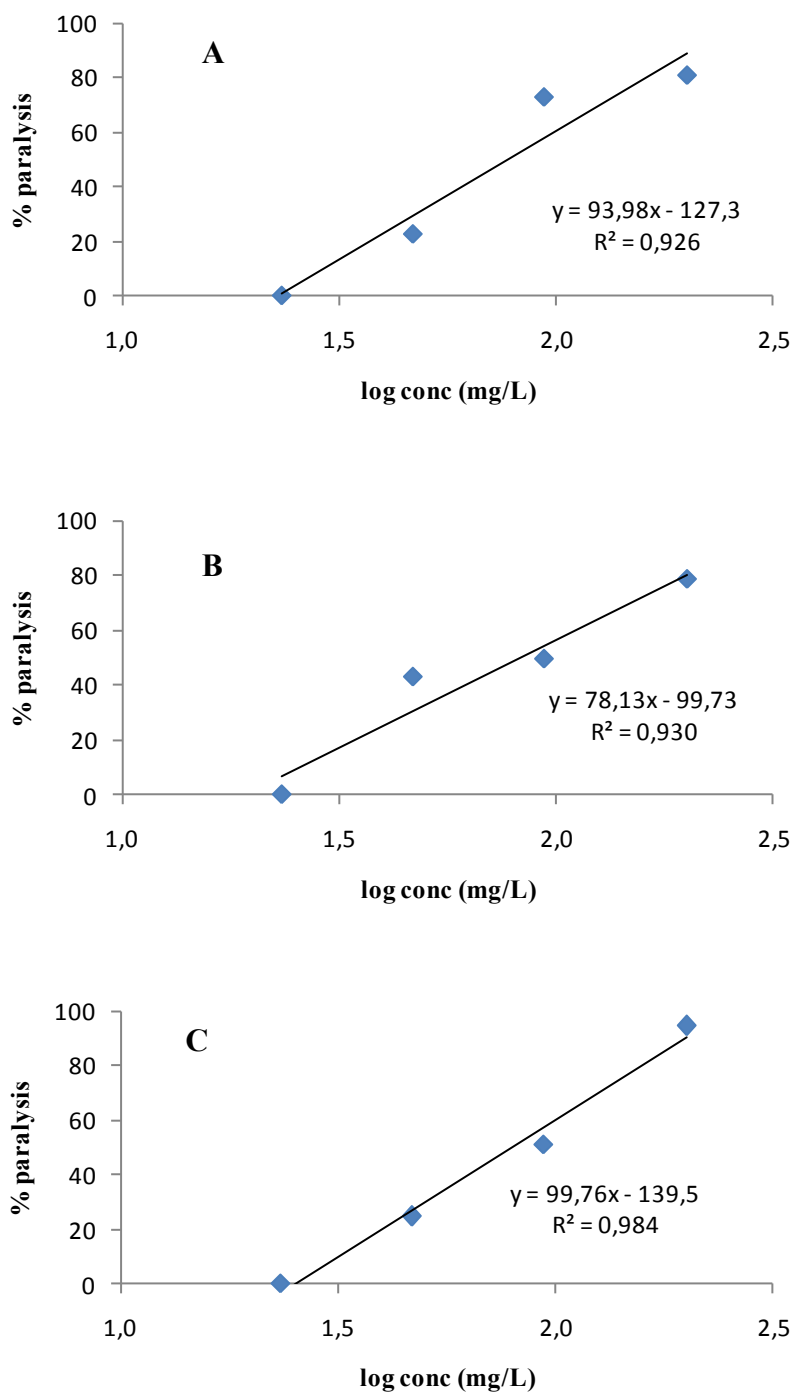 100
A
80
60
40
20
0
% paralysis
y = 93,98x - 127,3
R² = 0,926
1,0 1,5 2,0 2,5
log conc (mg/L)
100
B
80
60
40
20
0
% paralysis
y = 78,13x - 99,73
R² = 0,930
1,0 1,5 2,0 2,5
log conc (mg/L)
100
C
80
60
40
20
0
% paralysis
y = 99,76x - 139,5
R² = 0,984
1,0 1,5 2,0 2,5
log conc (mg/L)